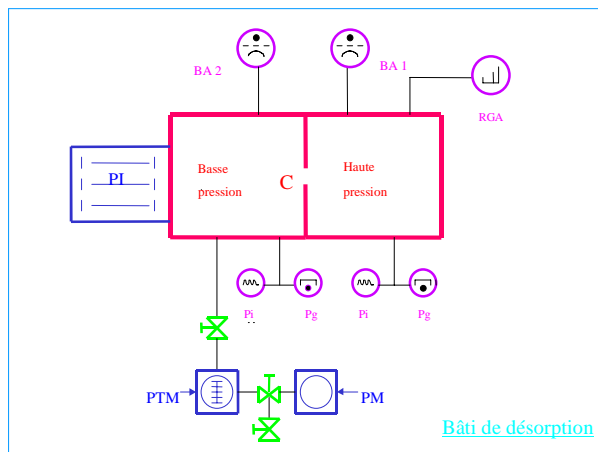 BA 2
BA 1
RGA
PI
Basse
pression
C
Haute
pression
Pi
Pg
Pi
Pg
PTM
PM
Bâti de désorption